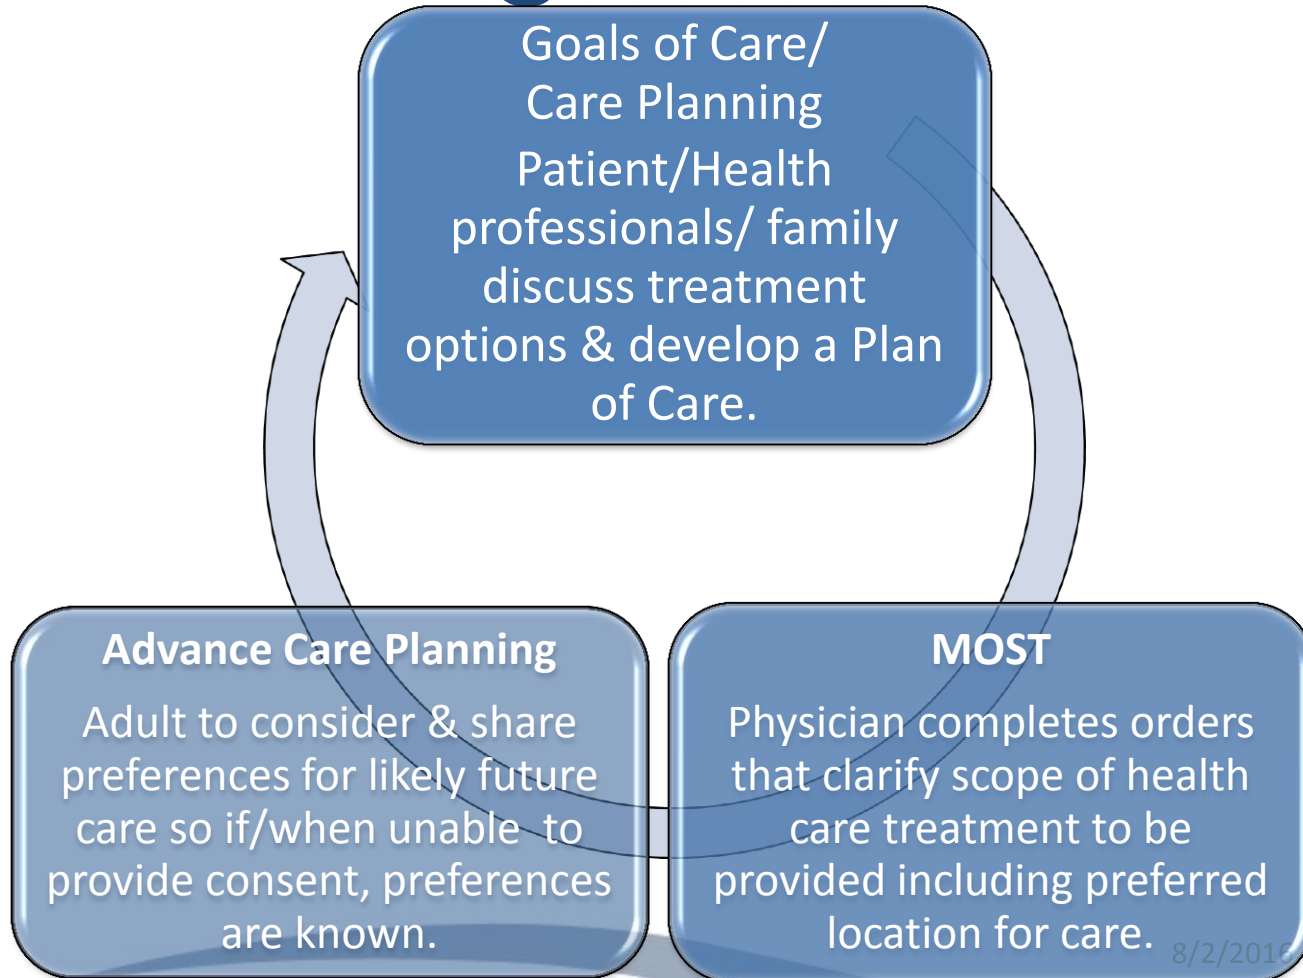 Goals of Care/
Care Planning
Patient/Health
professionals/ family
discuss treatment
options & develop a Plan
of Care.
Advance Care Planning
Adult to consider & share
preferences for likely future
care so if/when unable to
provide consent, preferences
are known.
MOST
Physician completes orders
that clarify scope of health
care treatment to be
provided including preferred
location for care.
8/2/2016